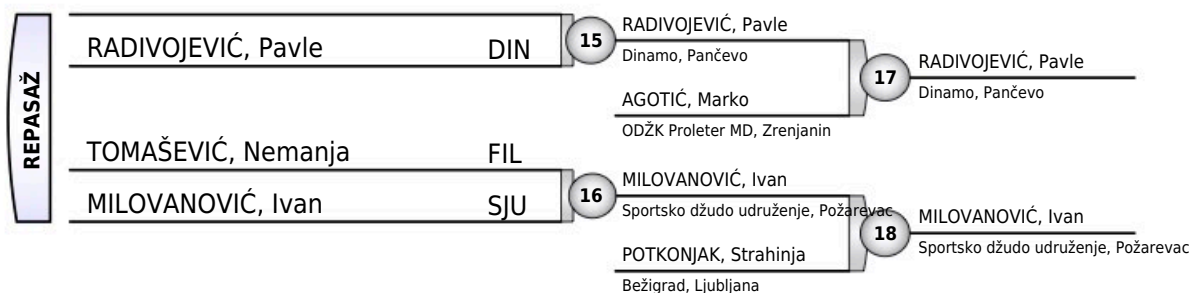 REPASAŽ
RADIVOJEVIĆ, Pavle DIN
TOMAŠEVIĆ, Nemanja FIL
MILOVANOVIĆ, Ivan SJU
15
RADIVOJEVIĆ, Pavle
Dinamo, Pančevo
AGOTIĆ, Marko
ODŽK Proleter MD, Zrenjanin
16
MILOVANOVIĆ, Ivan
Sportsko džudo udruženje, Požarevac
POTKONJAK, Strahinja
Bežigrad, Ljubljana
17
RADIVOJEVIĆ, Pavle
Dinamo, Pančevo
18
MILOVANOVIĆ, Ivan
Sportsko džudo udruženje, Požarevac